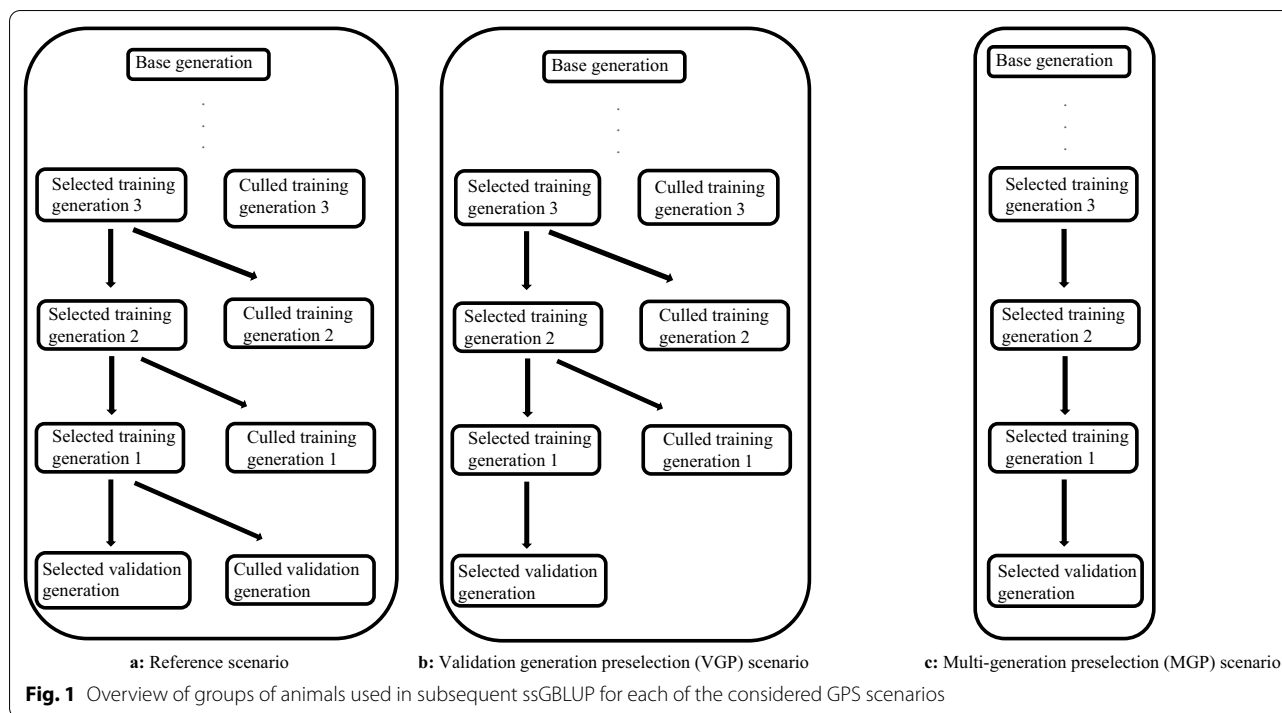 Base generation
Selected training
generation 3
Culled training
generation 3
Selected training
generation 2
Culled training
generation 2
Selected training
generation 1
Culled training
generation 1
Selected validation
generation
Culled validation
generation
a: Reference scenario
Base generation
Selected training
generation 3
Culled training
generation 3
Selected training
generation 2
Culled training
generation 2
Selected training
generation 1
Culled training
generation 1
Selected validation
generation
b: Validation generation preselection (VGP) scenario
Base generation
Selected training
generation 3
Selected training
generation 2
Selected training
generation 1
Selected validation
generation
c: Multi-generation preselection (MGP) scenario
Fig. 1 Overview of groups of animals used in subsequent ssGBLUP for each of the considered GPS scenarios